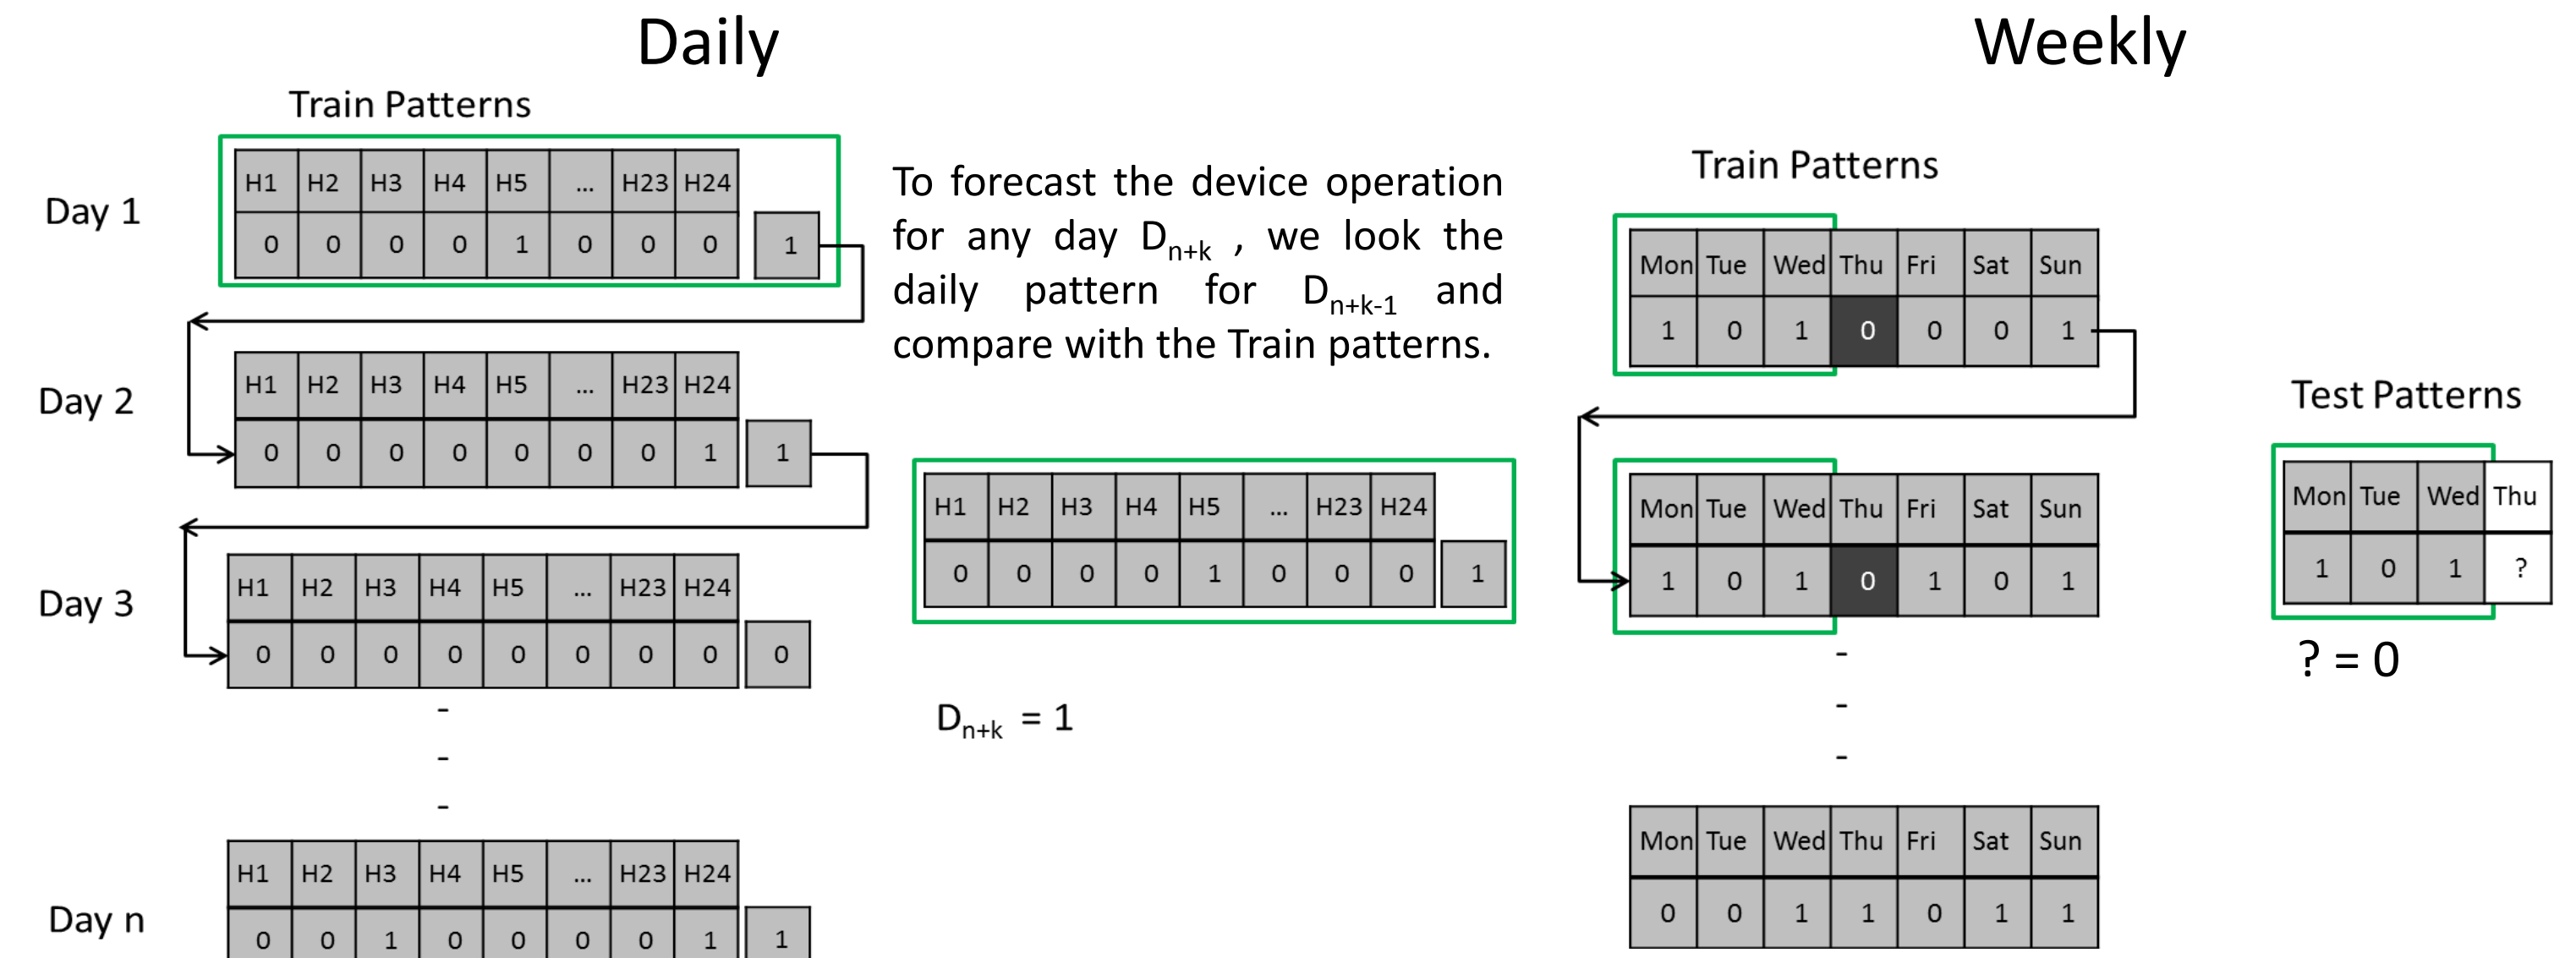 Daily
Weekly
Train Patterns
Day 1
H1 H2 H3 H4 H5 ... H23 H24
0 0 0 0 1 0 0 0 1
Day 2
H1 H2 H3 H4 H5 ... H23 H24
0 0 0 0 0 0 0 1 1
Day 3
H1 H2 H3 H4 H5 ... H23 H24
0 0 0 0 0 0 0 0 0
-
-
-
Day n
H1 H2 H3 H4 H5 ... H23 H24
0 0 1 0 0 0 0 1 1
To forecast the device operation
for any day Dn+k , we look the
daily pattern for Dn+k-1 and
compare with the Train patterns.
H1 H2 H3 H4 H5 ... H23 H24
0 0 0 0 1 0 0 0 1
Dn+k = 1
Train Patterns
Mon Tue Wed Thu Fri Sat Sun
1 0 1 0 0 0 1
Mon Tue Wed Thu Fri Sat Sun
1 0 1 0 1 0 1
-
-
-
Mon Tue Wed Thu Fri Sat Sun
0 0 1 1 0 1 1
Test Patterns
Mon Tue Wed Thu
1 0 1 ?
? = 0